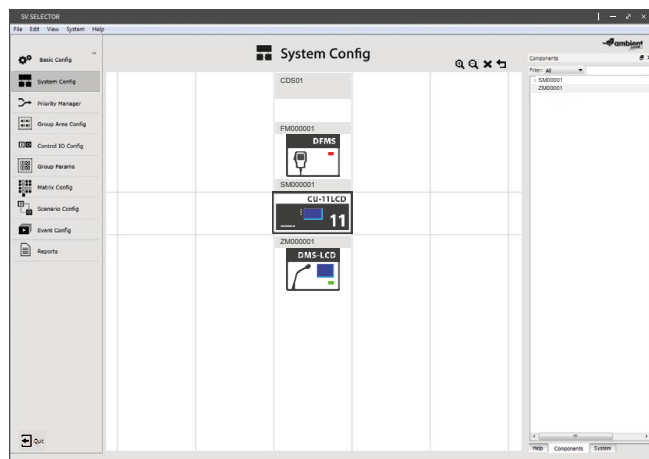 SV SELECTOR
File Edit View System Help
System Config
ambient
Basic Config
System Config
Priority Manager
Group Area Config
Control IO Config
Group Params
Matrix Config
Scenario Config
Event Config
Reports
Quit
CDS01
FM000001
DFMS
SM000001
CU-11LCD
11
ZM000001
DMS-LCD
Components
Filter: All
SM00001
ZM00001
Help Components System